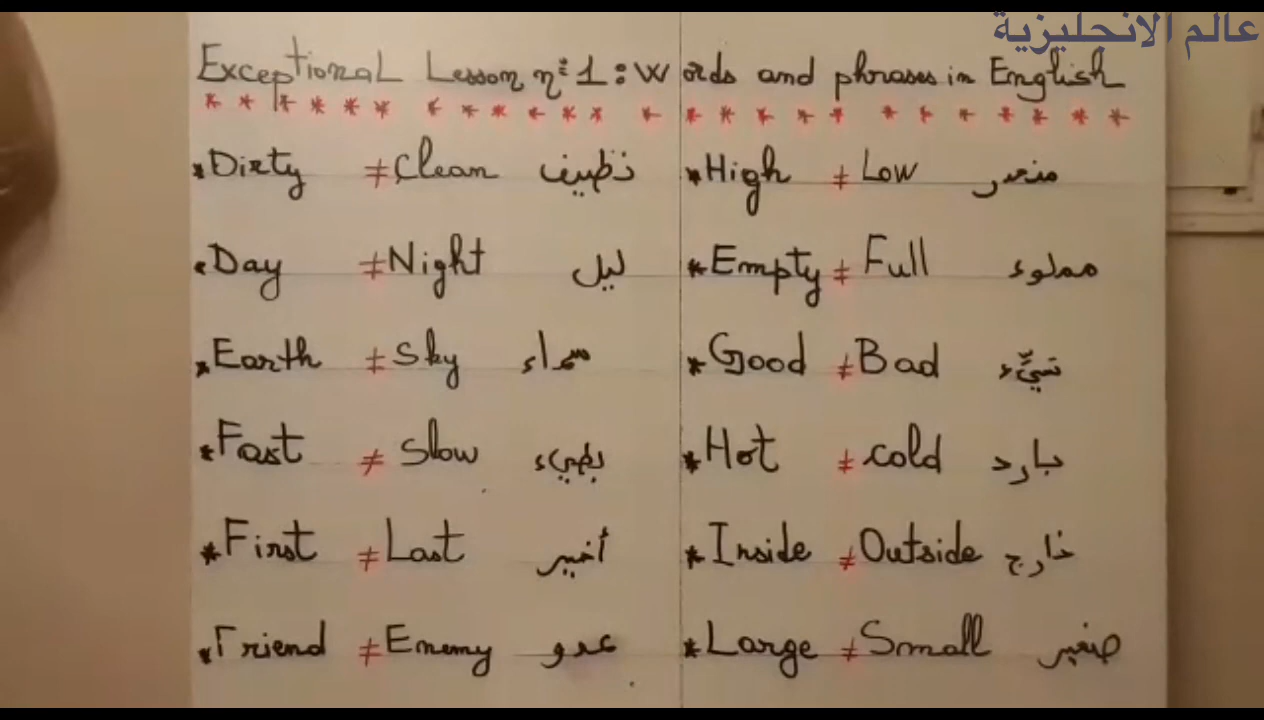 عالم الانجليزية
Exceptional Lesson n°1: Words and phrases in English
* Dirty ≠ Clean نظيف
* Day ≠ Night ليل
* Earth ≠ Sky سماء
* Fast ≠ Slow بطيء
* First ≠ Last أخير
* Friend ≠ Enemy عدو
* High ≠ Low
* Empty ≠ Full مملوء
* Good ≠ Bad
* Hot ≠ cold بارد
* Inside ≠ Outside خارج
* Large ≠ Small صغير